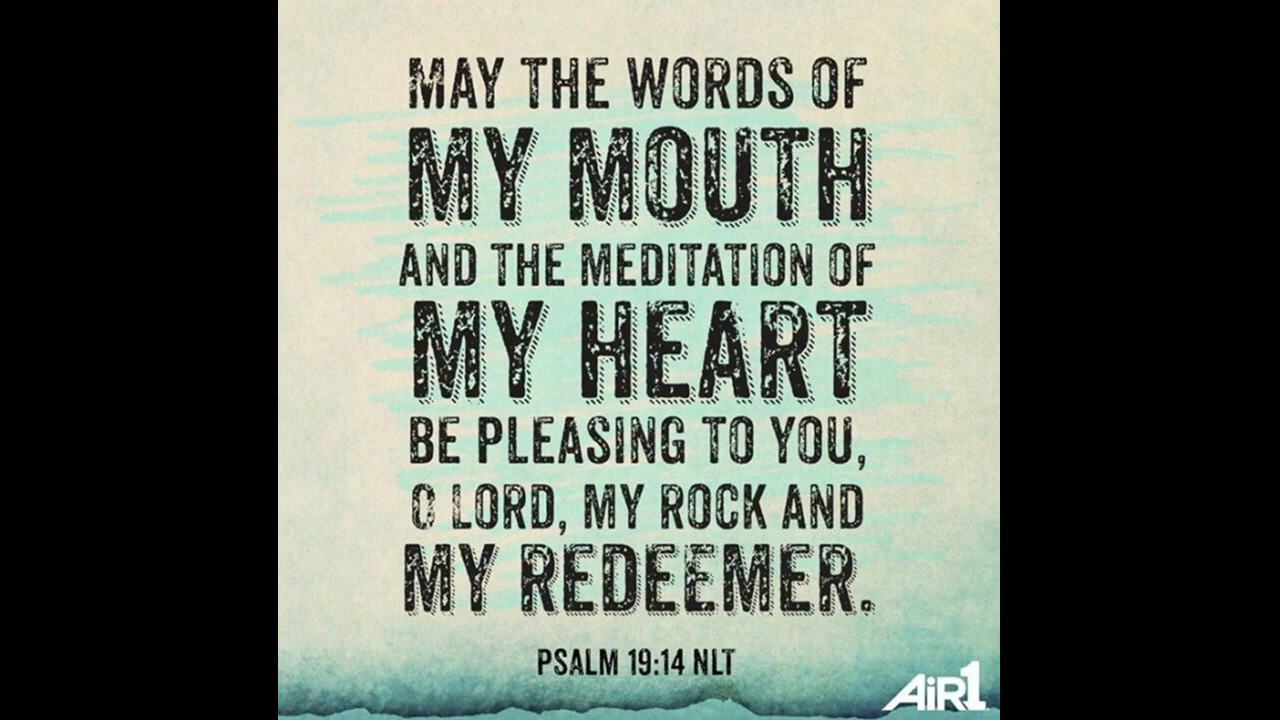 MAY THE WORDS OF
MY MOUTH
AND THE MEDITATION OF
MY HEART
BE PLEASING TO YOU,
O LORD, MY ROCK AND
MY REDEEMER.
PSALM 19:14 NLT
AiR1